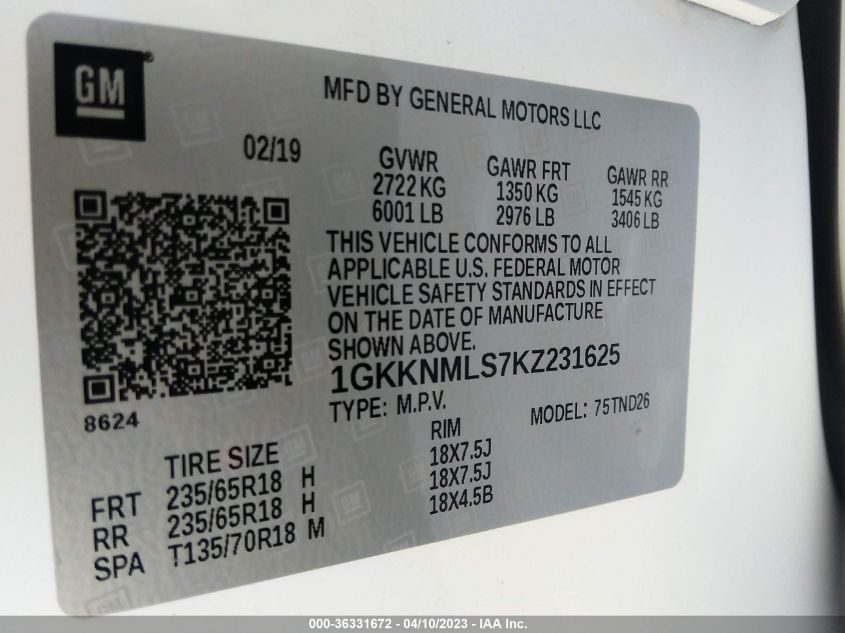 GM
MFD BY GENERAL MOTORS LLC
02/19
GVWR GAWR FRT GAWR RR
2722 KG 1350 KG 1545 KG
6001 LB 2976 LB 3406 LB
THIS VEHICLE CONFORMS TO ALL
APPLICABLE U.S. FEDERAL MOTOR
VEHICLE SAFETY STANDARDS IN EFFECT
ON THE DATE OF MANUFACTURE
SHOWN ABOVE.
1GKKNMLS7KZ231625
8624
TYPE: M.P.V. MODEL: 75TND26
TIRE SIZE RIM
FRT 235/65R18 H 18X7.5J
RR 235/65R18 H 18X7.5J
SPA T135/70R18 M 18X4.5B
000-36331672 - 04/10/2023 - IAA Inc.